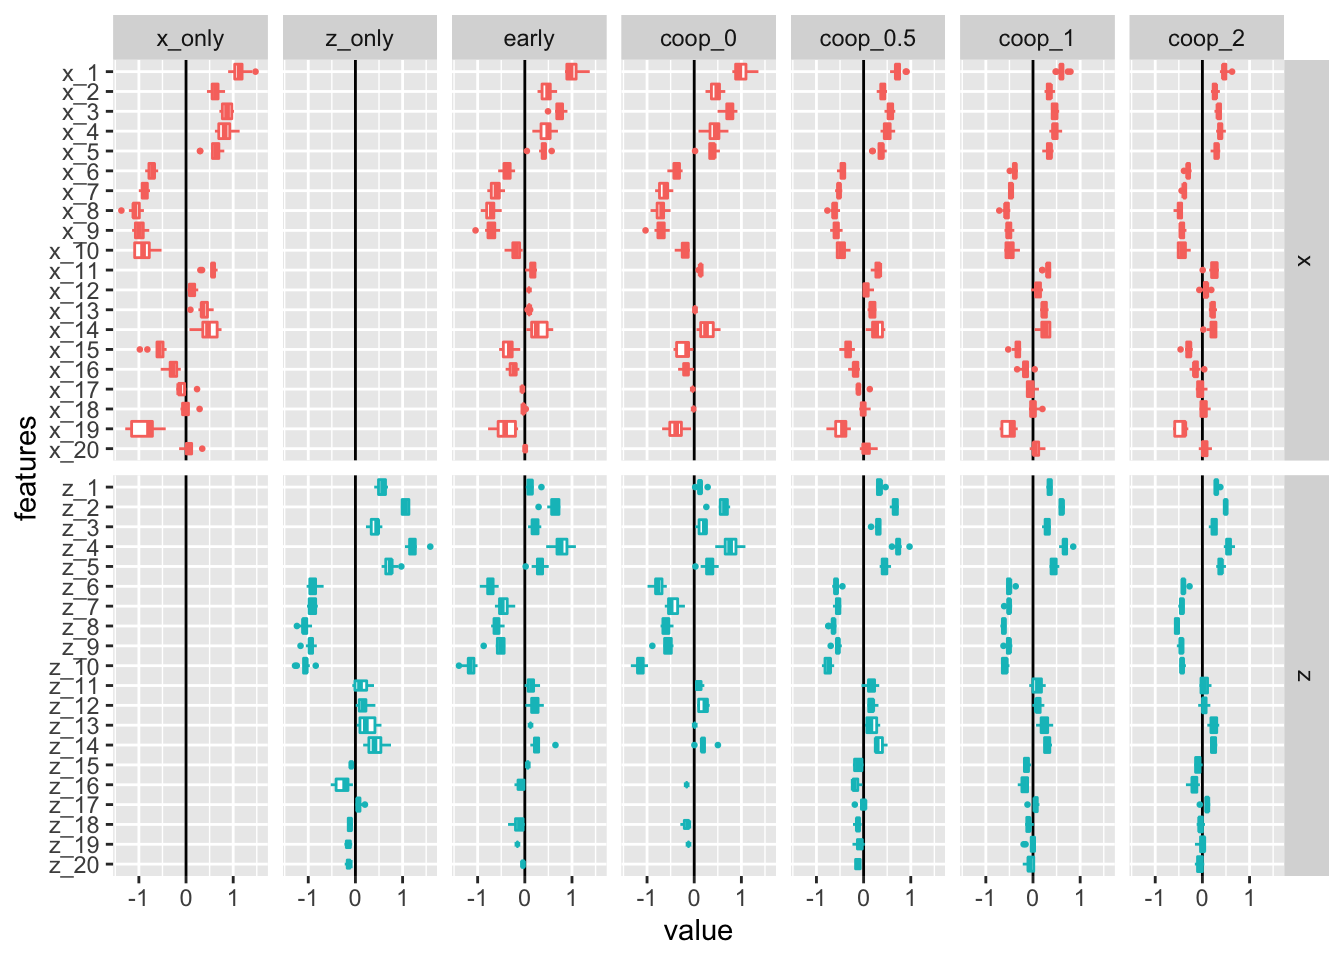 x_only z_only early coop_0 coop_0.5 coop_1 coop_2
x_1
x_2
x_3
x_4
x_5
x_6
x_7
x_8
x_9
x_10
x_11
x_12
x_13
x_14
x_15
x_16
x_17
x_18
x_19
x_20
x
features
z_1
z_2
z_3
z_4
z_5
z_6
z_7
z_8
z_9
z_10
z_11
z_12
z_13
z_14
z_15
z_16
z_17
z_18
z_19
z_20
z
-1 0 1 -1 0 1 -1 0 1 -1 0 1 -1 0 1 -1 0 1 -1 0 1
value